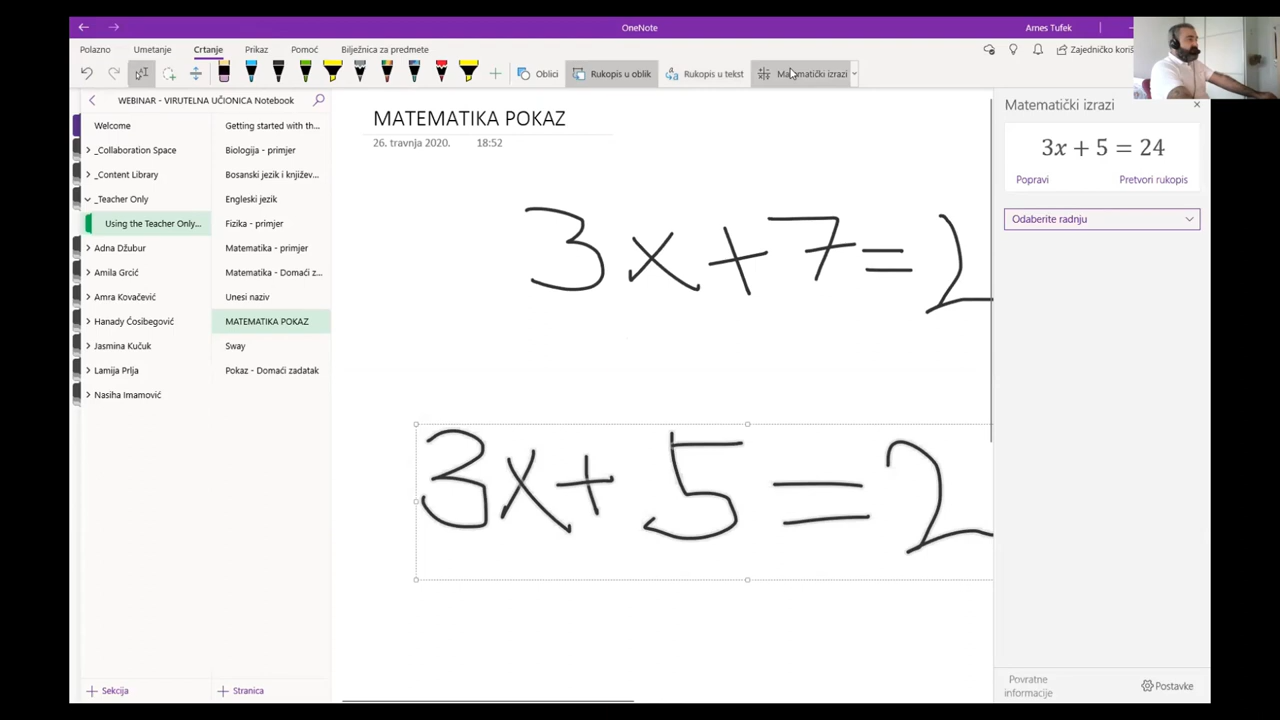 OneNote
Arnes Tufek
Polazno Umetanje Crtanje Prikaz Pomoć Bilježnica za predmete
Zajedničko koriš
Oblici Rukopis u oblik Rukopis u tekst Matematički izrazi
WEBINAR - VIRUTELNA UČIONICA Notebook
Welcome
_Collaboration Space
_Content Library
_Teacher Only
Using the Teacher Only...
Adna Džubur
Amila Grcić
Amra Kovačević
Hanady Ćosibegović
Jasmina Kučuk
Lamija Prlja
Nasiha Imamović
Sekcija
Getting started with th...
Biologija - primjer
Bosanski jezik i književ...
Engleski jezik
Fizika - primjer
Matematika - primjer
Matematika - Domaći z...
Unesi naziv
MATEMATIKA POKAZ
Sway
Pokaz - Domaći zadatak
Stranica
MATEMATIKA POKAZ
26. travnja 2020. 18:52
3x+7=2
3x+5=2
Matematički izrazi
3x + 5 = 24
Popravi Pretvori rukopis
Odaberite radnju
Povratne
informacije
Postavke